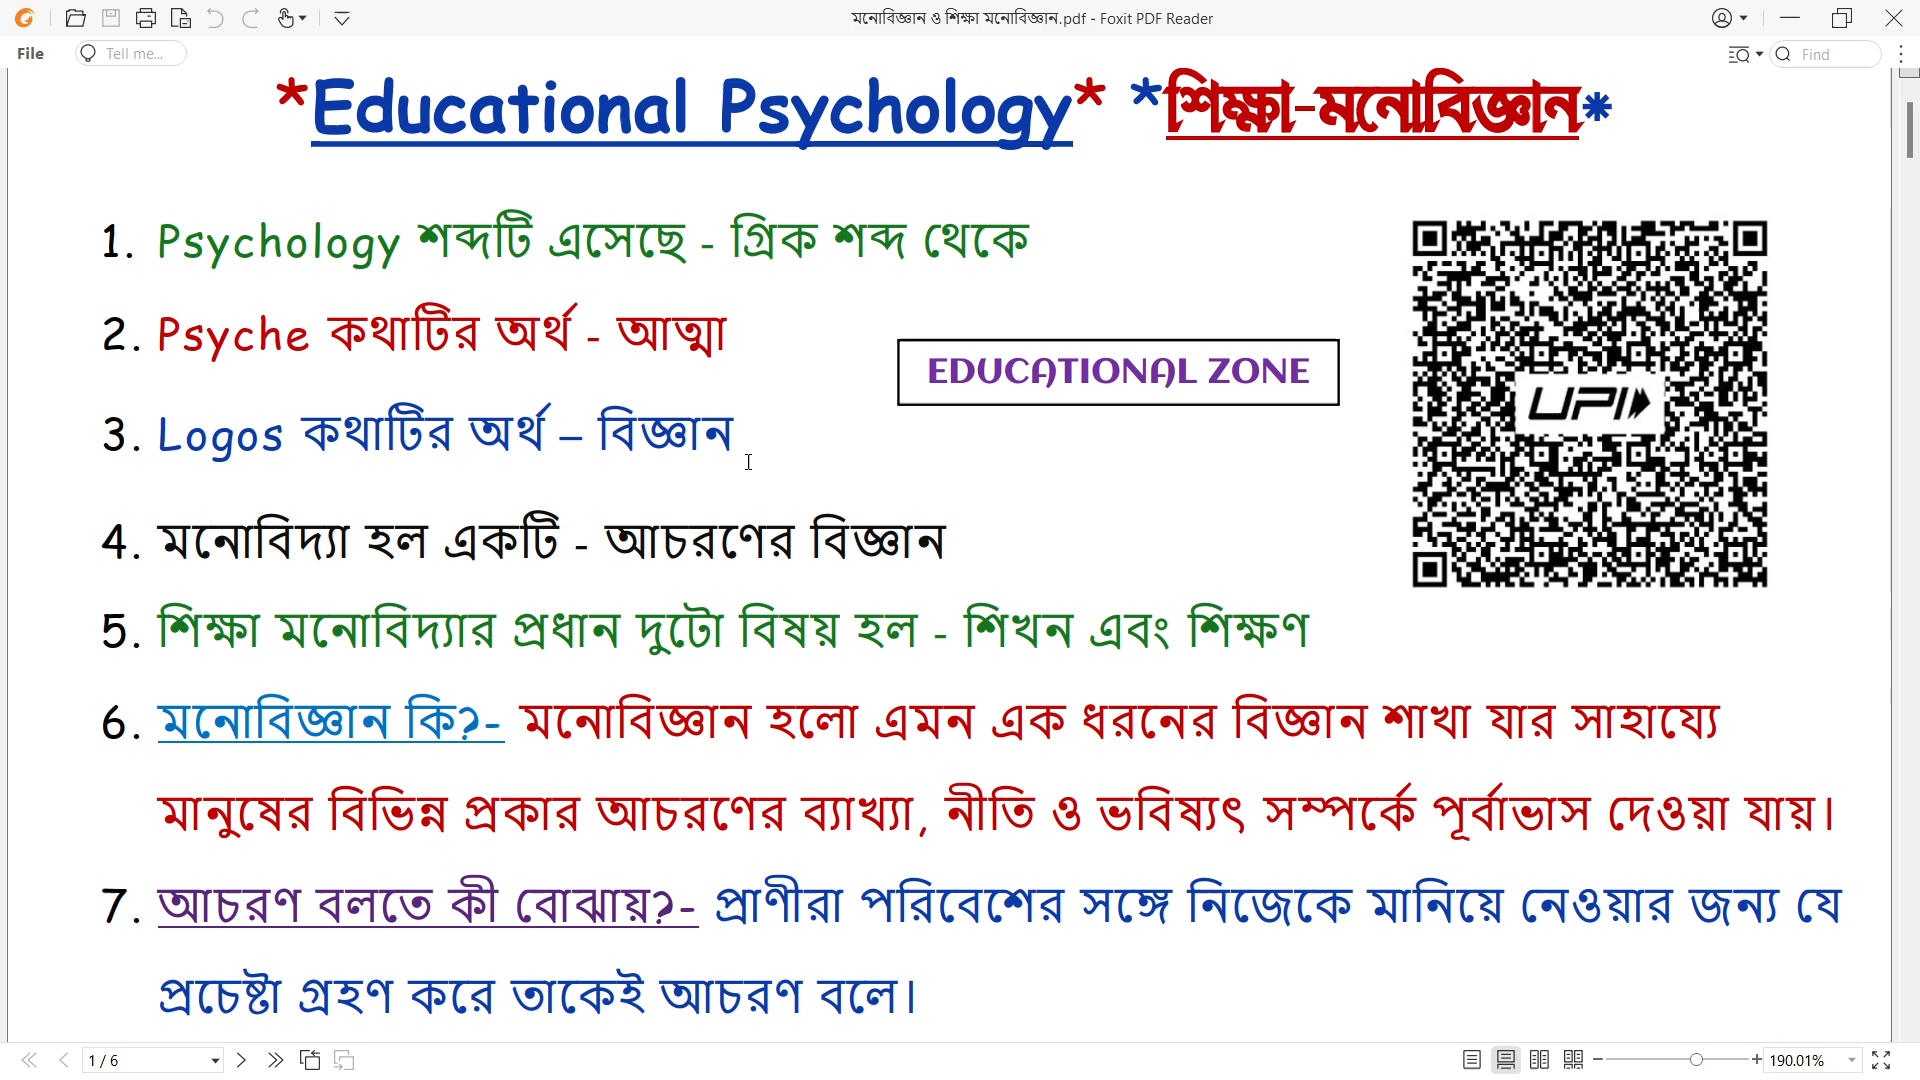 মনোবিজ্ঞান ও শিক্ষা মনোবিজ্ঞান.pdf - Foxit PDF Reader
File
Tell me...
Find
*Educational Psychology* *শিক্ষা-মনোবিজ্ঞান*
1. Psychology শব্দটি এসেছে - গ্রিক শব্দ থেকে
2. Psyche কথাটির অর্থ - আত্মা
EDUCATIONAL ZONE
UPI
3. Logos কথাটির অর্থ – বিজ্ঞান
4. মনোবিদ্যা হল একটি - আচরণের বিজ্ঞান
5. শিক্ষা মনোবিদ্যার প্রধান দুটো বিষয় হল - শিখন এবং শিক্ষণ
6. মনোবিজ্ঞান কি?- মনোবিজ্ঞান হলো এমন এক ধরনের বিজ্ঞান শাখা যার সাহায্যে
মানুষের বিভিন্ন প্রকার আচরণের ব্যাখ্যা, নীতি ও ভবিষ্যৎ সম্পর্কে পূর্বাভাস দেওয়া যায়।
7. আচরণ বলতে কী বোঝায়?- প্রাণীরা পরিবেশের সঙ্গে নিজেকে মানিয়ে নেওয়ার জন্য যে
প্রচেষ্টা গ্রহণ করে তাকেই আচরণ বলে।
1 / 6
190.01%